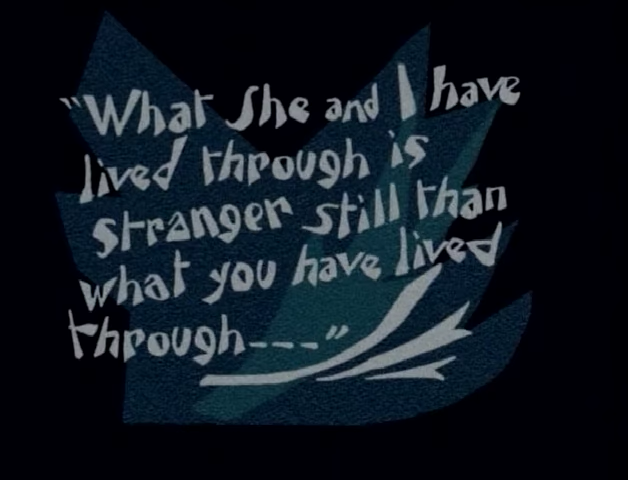 "What she and I have
lived through is
stranger still than
what you have lived
through---"